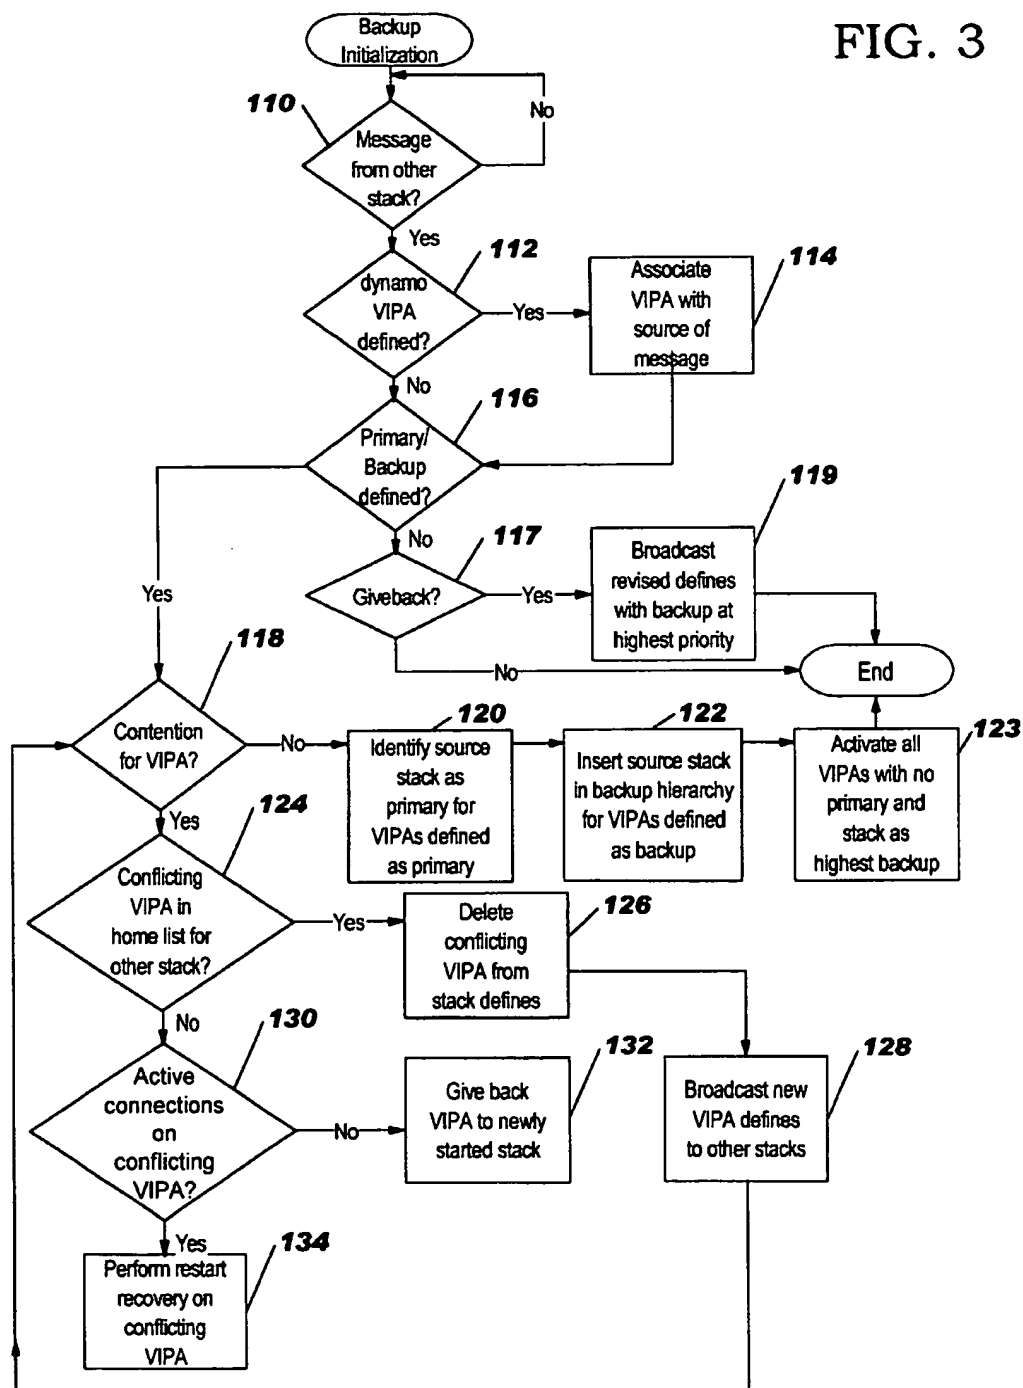 FIG. 3
Backup
Initialization
110
No
Message
from other
stack?
Yes
112
dynamo
VIPA
defined?
Yes
114
Associate
VIPA with
source of
message
No
116
Primary/
Backup
defined?
119
No
117
Yes
Giveback?
Yes
Broadcast
revised defines
with backup at
highest priority
118
No
End
Contention
for VIPA?
No
120
Identify source
stack as
primary for
VIPAs defined
as primary
122
Insert source stack
in backup hierarchy
for VIPAs defined
as backup
123
Activate all
VIPAs with no
primary and
stack as
highest backup
Yes
124
Conflicting
VIPA in
home list for
other stack?
Yes
126
Delete
conflicting
VIPA from
stack defines
No
130
Active
connections
on
conflicting
VIPA?
No
132
Give back
VIPA to newly
started stack
128
Broadcast new
VIPA defines
to other stacks
Yes
134
Perform restart
recovery on
conflicting
VIPA